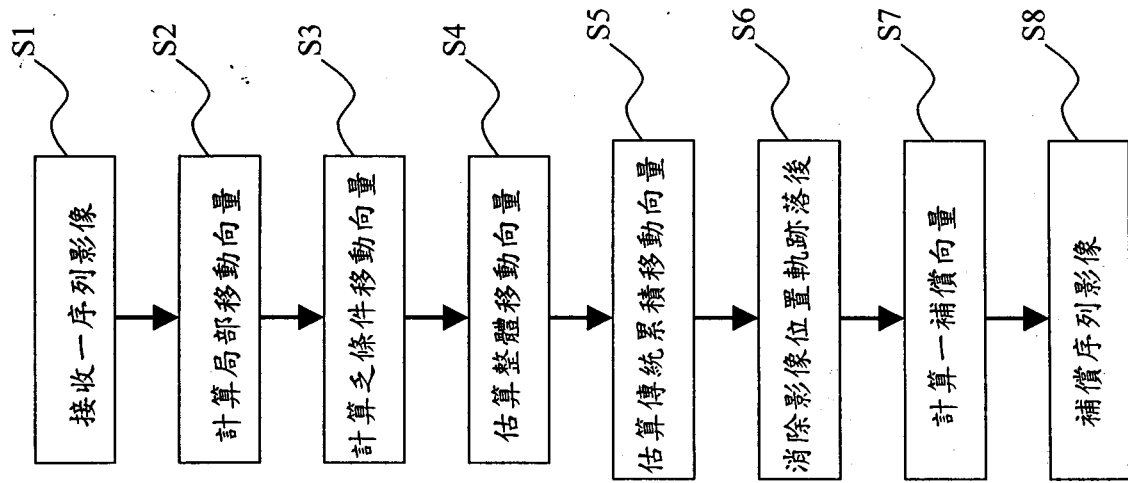 S1
接收一序列影像
S2
計算局部移動向量
S3
計算乏條件移動向量
S4
估算整體移動向量
S5
估算傳統累積移動向量
S6
消除影像位置軌跡落後
S7
計算一補償向量
S8
補償序列影像